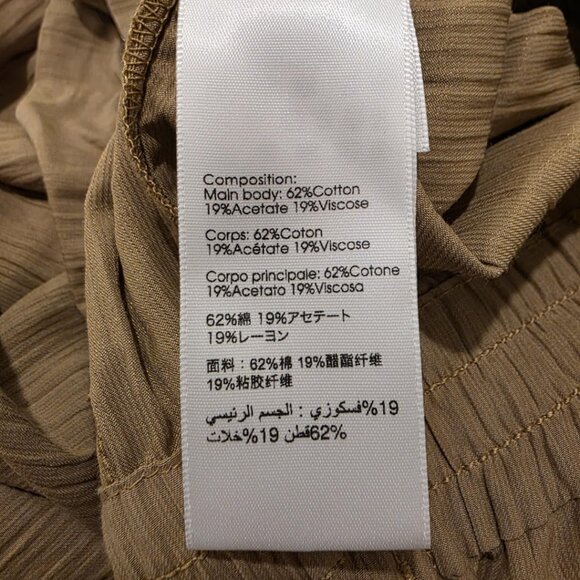 Composition:
Main body: 62%Cotton
19%Acetate 19%Viscose
Corps: 62%Coton
19%Acétate 19%Viscose
Corpo principale: 62%Cotone
19%Acetato 19%Viscosa
62%綿 19%アセテート
19%レーヨン
面料：62%棉 19%醋酯纤维
19%粘胶纤维
19%فسكوزي : الجسم الرئيسي
62%قطن 19%خلات